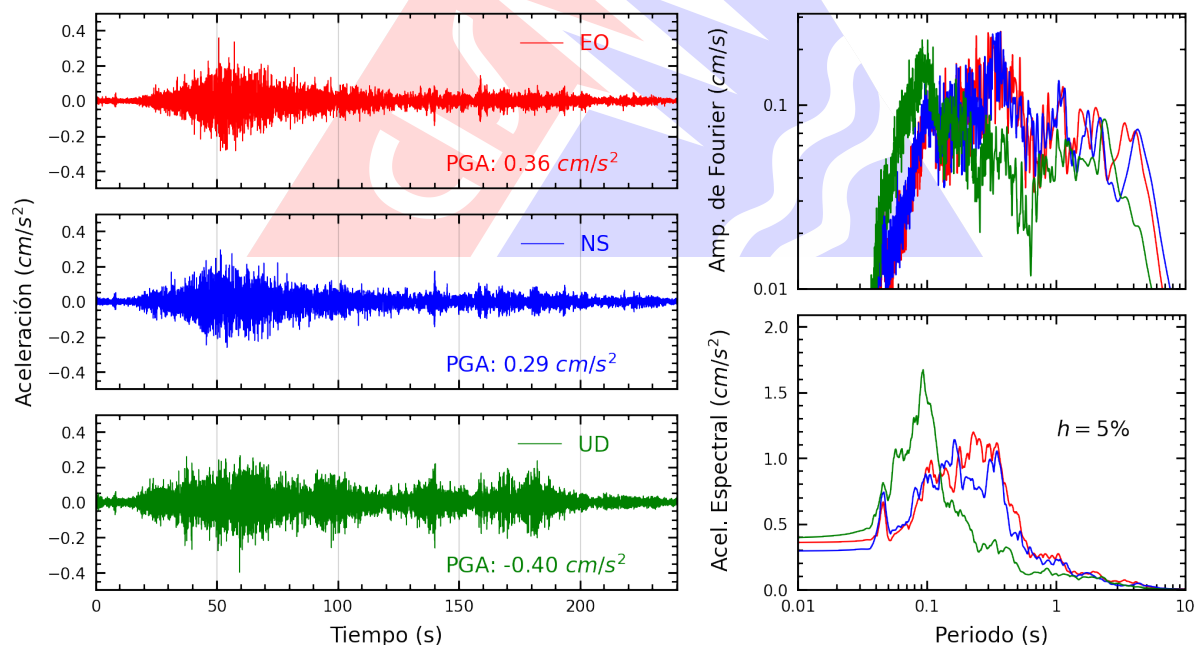 Aceleración (cm/s²)
0.4
0.2
0.0
−0.2
−0.4
EO
PGA: 0.36 cm/s²
0.4
0.2
0.0
−0.2
−0.4
NS
PGA: 0.29 cm/s²
0.4
0.2
0.0
−0.2
−0.4
UD
PGA: -0.40 cm/s²
0 50 100 150 200
Tiempo (s)
Amp. de Fourier (cm/s)
0.1
0.01
Acel. Espectral (cm/s²)
2.0
1.5
1.0
0.5
0.0
h = 5%
0.01 0.1 1 10
Periodo (s)